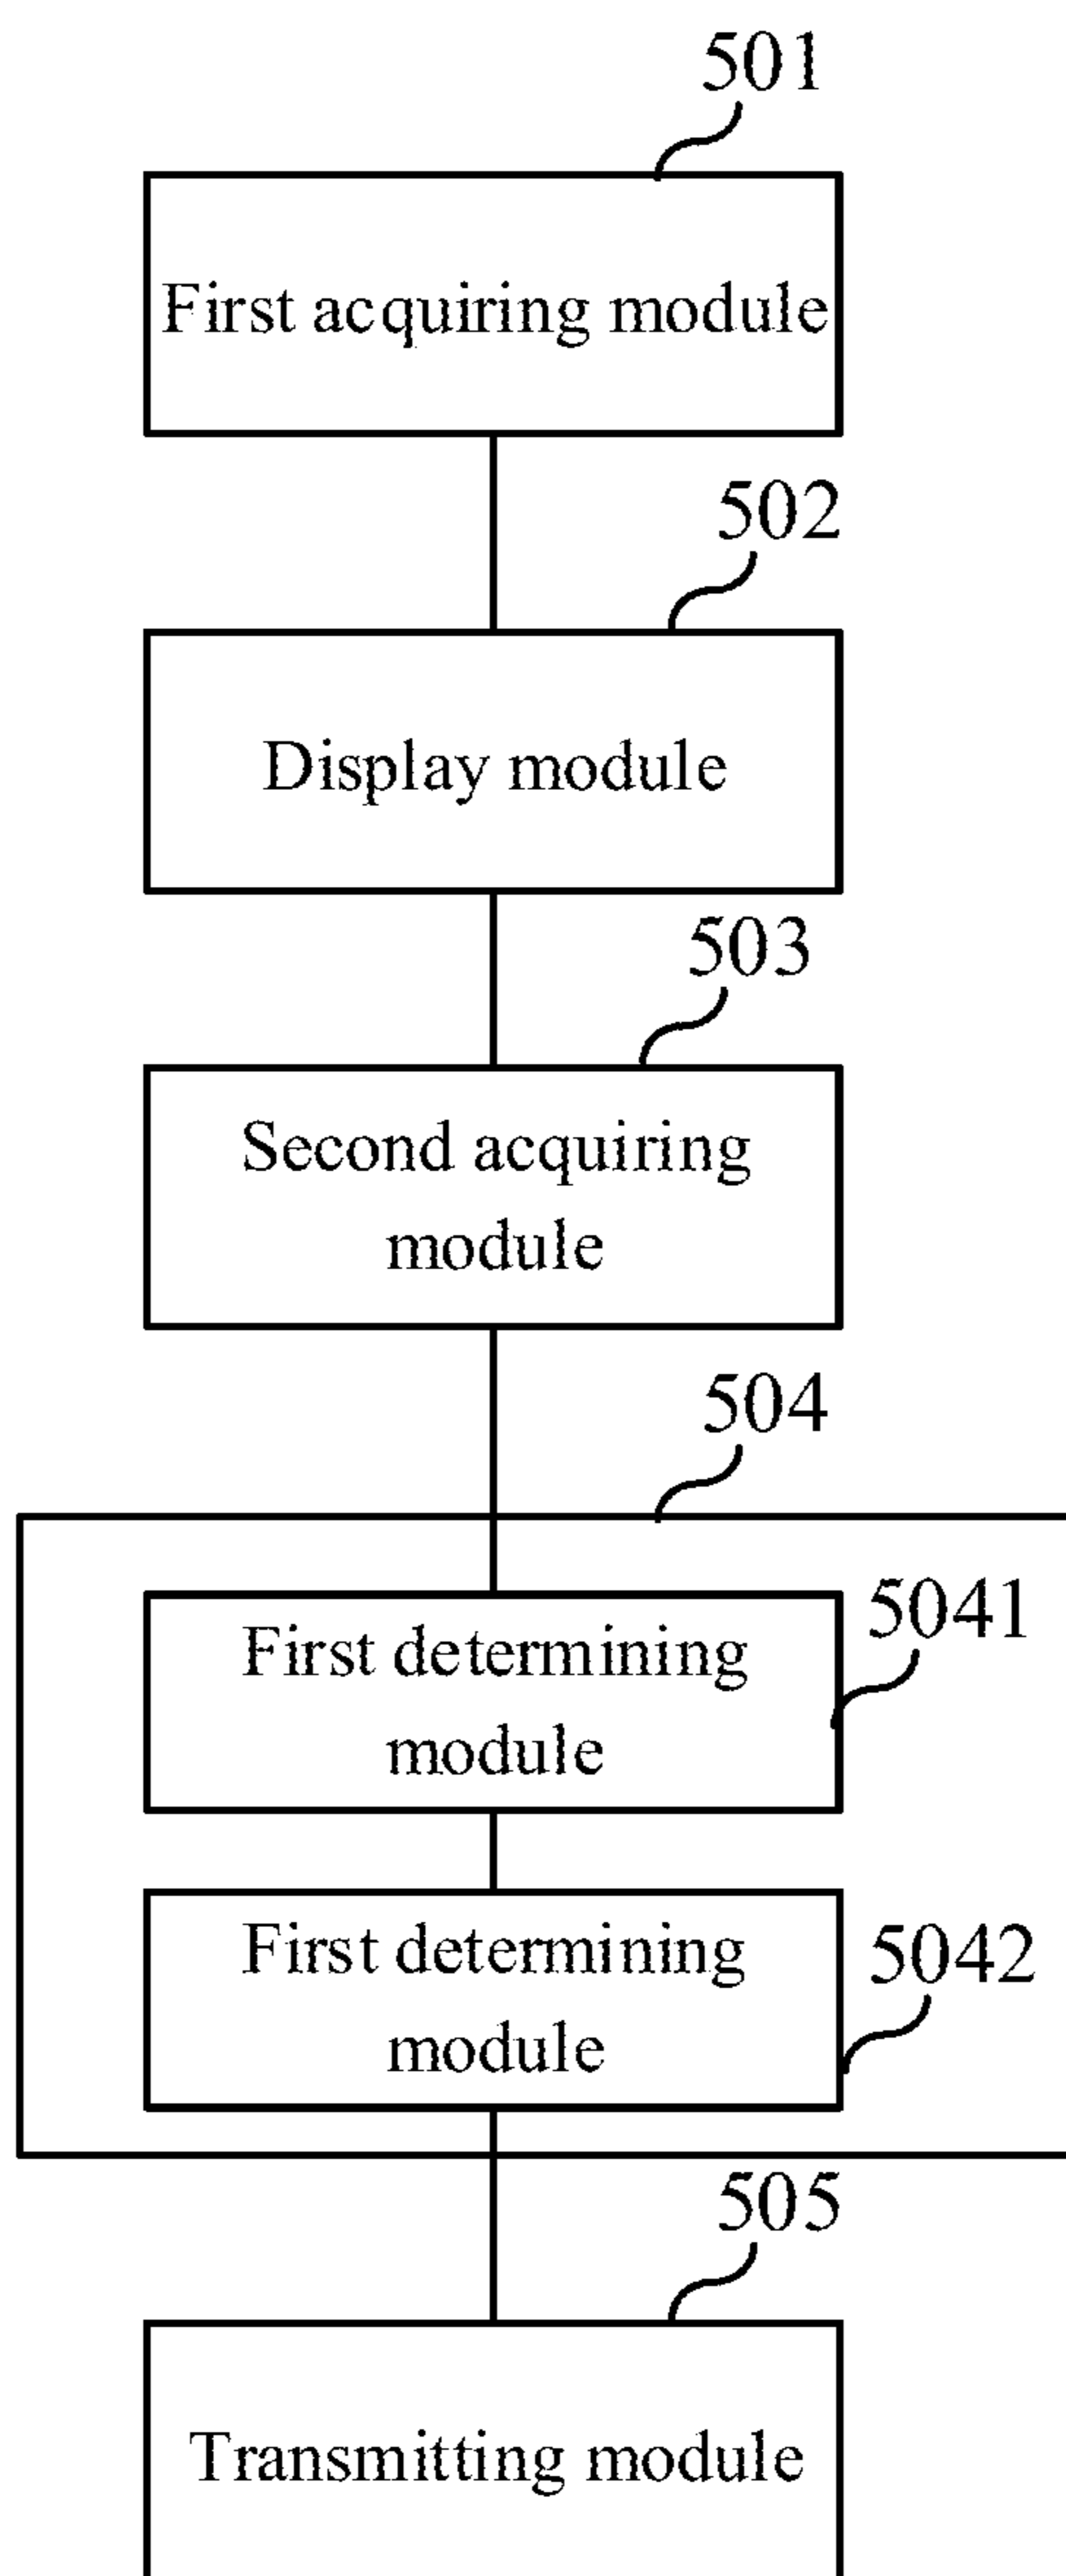 501
First acquiring module
502
Display module
503
Second acquiring
module
504
5041
First determining
module
5042
First determining
module
505
Transmitting module